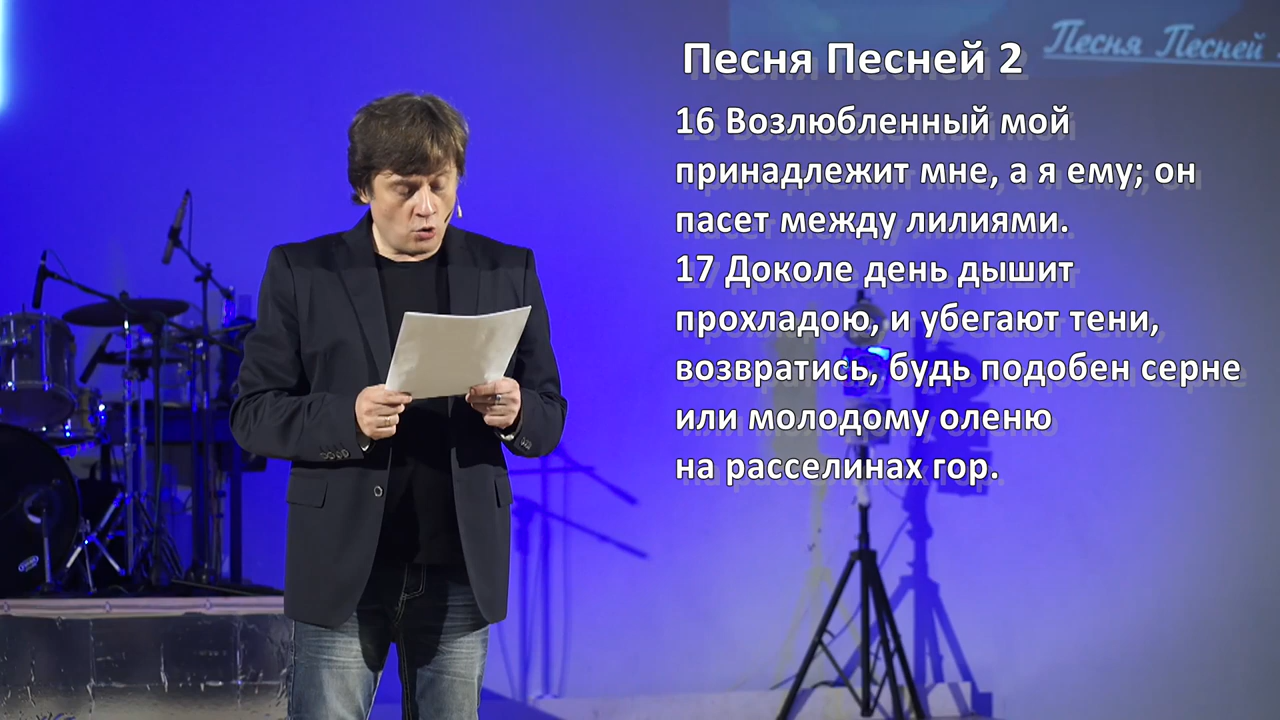 Песня Песней
Песня Песней 2
16 Возлюбленный мой
принадлежит мне, а я ему; он
пасет между лилиями.
17 Доколе день дышит
прохладою, и убегают тени,
возвратись, будь подобен серне
или молодому оленю
на расселинах гор.